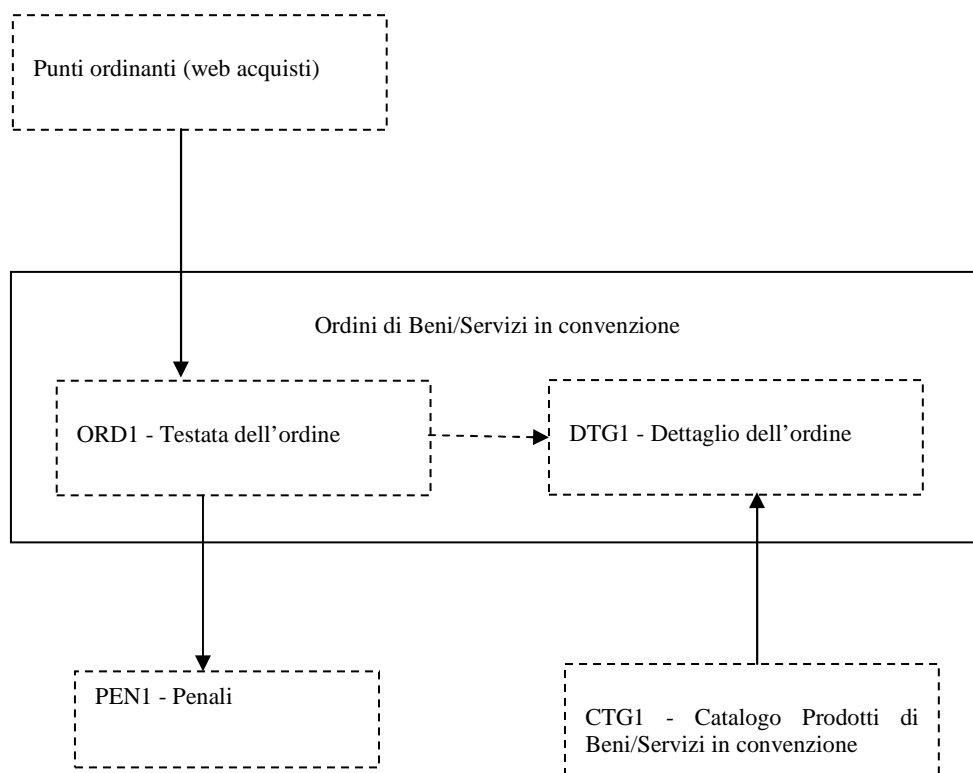 Punti ordinanti (web acquisti)
Ordini di Beni/Servizi in convenzione
ORD1 - Testata dell’ordine
DTG1 - Dettaglio dell’ordine
PEN1 - Penali
CTG1 - Catalogo Prodotti di
Beni/Servizi in convenzione